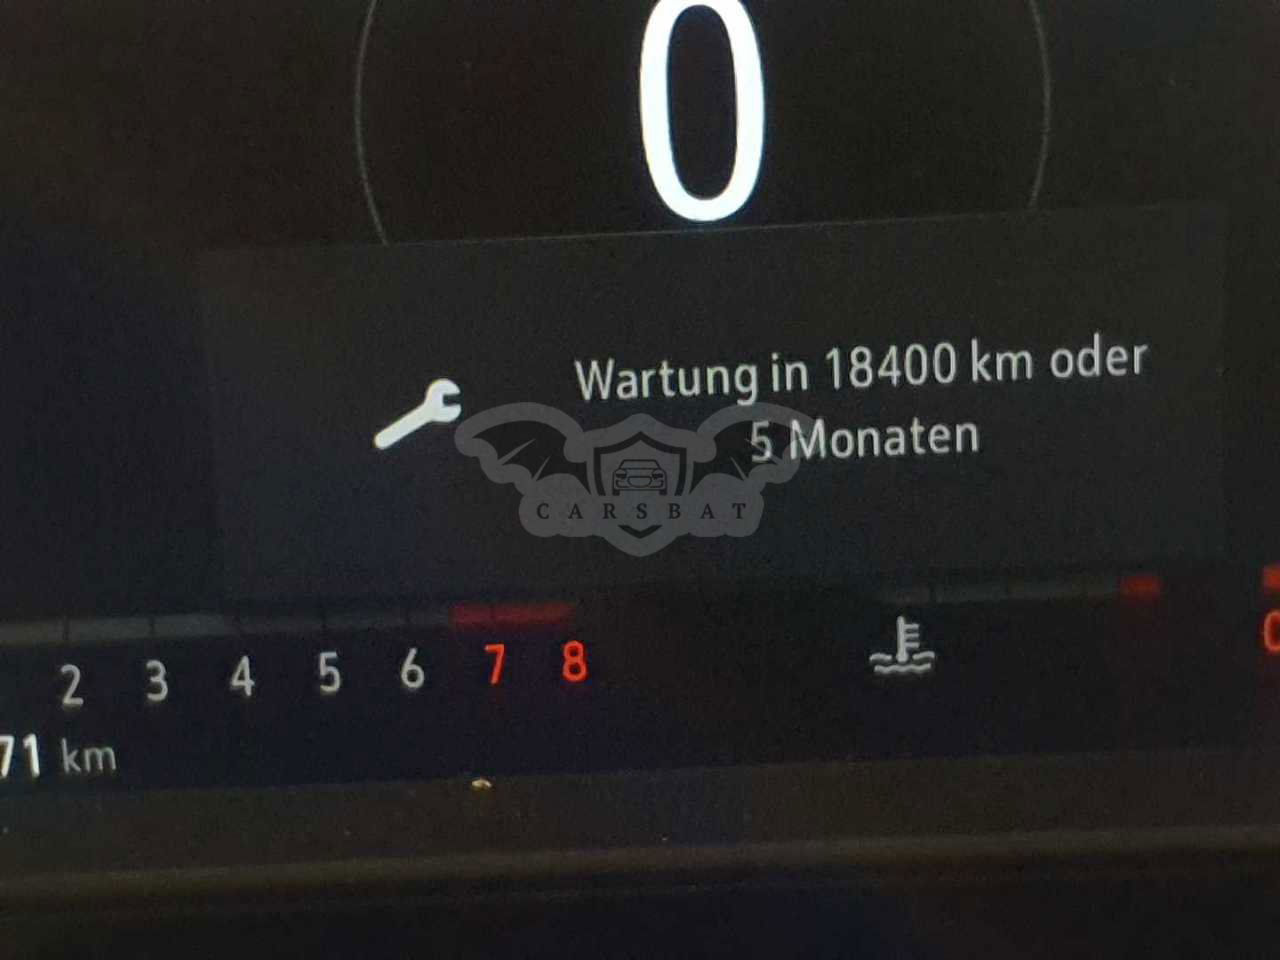 0
Wartung in 18400 km oder
5 Monaten
CARSBAT
2 3 4 5 6 7 8
71 km